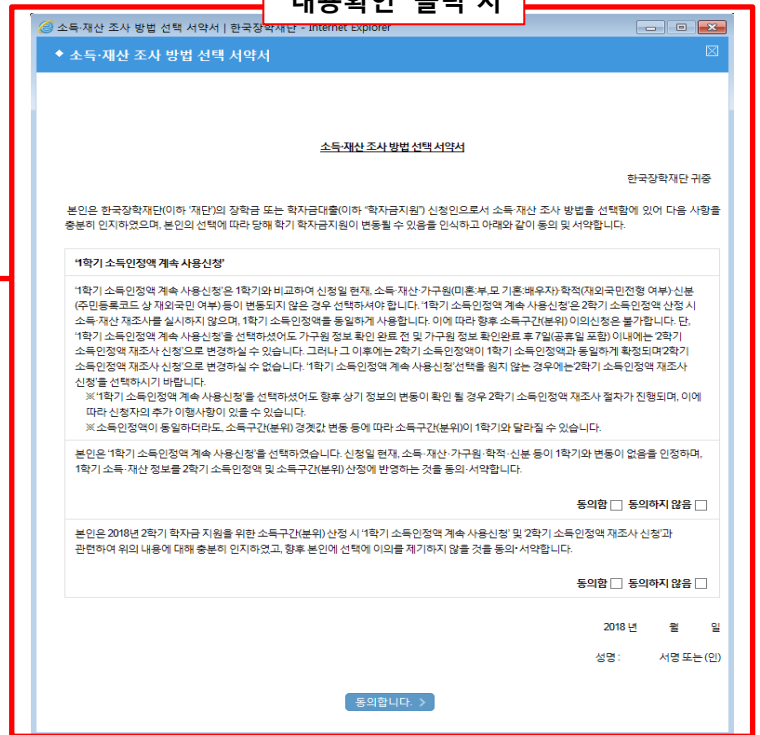 내용확인' 클릭 시
소득·재산 조사 방법 선택 서약서 | 한국장학재단 - Internet Explorer
소득·재산 조사 방법 선택 서약서
소득·재산 조사 방법 선택 서약서
한국장학재단 귀중
본인은 한국장학재단(이하 '재단')의 장학금 또는 학자금대출(이하 "학자금지원") 신청인으로서 소득·재산 조사 방법을 선택함에 있어 다음 사항을
충분히 인지하였으며, 본인의 선택에 따라 당해 학기 학자금지원이 변동될 수 있음을 인식하고 아래와 같이 동의 및 서약합니다.
'1학기 소득인정액 계속 사용신청'
'1학기 소득인정액 계속 사용신청'은 1학기와 비교하여 신청일 현재, 소득·재산·가구원(미혼:부,모 기혼:배우자)·학적(재외국민전형 여부)·신분
(주민등록코드 상 재외국민 여부) 등이 변동되지 않은 경우 선택하셔야 합니다. '1학기 소득인정액 계속 사용신청'은 2학기 소득인정액 산정 시
소득·재산 재조사를 실시하지 않으며, 1학기 소득인정액을 동일하게 사용합니다. 이에 따라 향후 소득구간(분위) 이의신청은 불가합니다. 단,
'1학기 소득인정액 계속 사용신청'을 선택하셨어도 가구원 정보 확인 완료 전 및 가구원 정보 확인완료 후 7일(공휴일 포함) 이내에는 '2학기
소득인정액 재조사 신청'으로 변경하실 수 있습니다. 그러나 그 이후에는 2학기 소득인정액이 1학기 소득인정액과 동일하게 확정되며'2학기
소득인정액 재조사 신청'으로 변경하실 수 없습니다. '1학기 소득인정액 계속 사용신청'선택을 원지 않는 경우에는'2학기 소득인정액 재조사
신청'을 선택하시기 바랍니다.
※ '1학기 소득인정액 계속 사용신청'을 선택하셨어도 향후 상기 정보의 변동이 확인 될 경우 2학기 소득인정액 재조사 절차가 진행되며, 이에
따라 신청자의 추가 이행사항이 있을 수 있습니다.
※ 소득인정액이 동일하더라도, 소득구간(분위) 경곗값 변동 등에 따라 소득구간(분위)이 1학기와 달라질 수 있습니다.
본인은 '1학기 소득인정액 계속 사용신청'을 선택하였습니다. 신청일 현재, 소득·재산·가구원·학적·신분 등이 1학기와 변동이 없음을 인정하며,
1학기 소득·재산 정보를 2학기 소득인정액 및 소득구간(분위) 산정에 반영하는 것을 동의·서약합니다.
동의함 □ 동의하지 않음 □
본인은 2018년 2학기 학자금 지원을 위한 소득구간(분위) 산정 시 '1학기 소득인정액 계속 사용신청' 및 '2학기 소득인정액 재조사 신청'과
관련하여 위의 내용에 대해 충분히 인지하였고, 향후 본인에 선택에 이의를 제기하지 않을 것을 동의·서약합니다.
동의함 □ 동의하지 않음 □
2018 년 월 일
성명 : 서명 또는 (인)
동의합니다. >